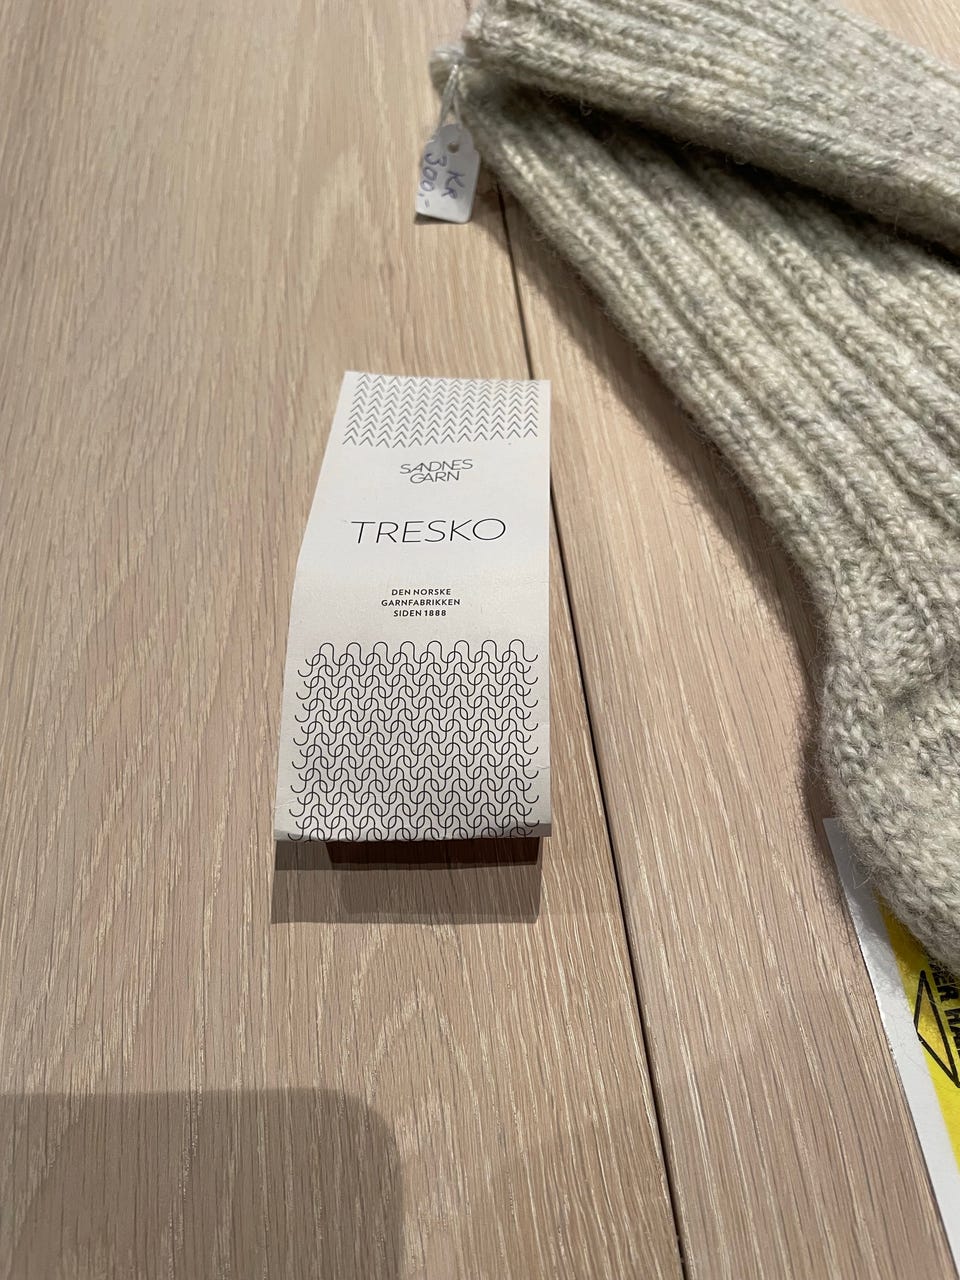 KR
300,-
SANDNES
GARN
TRESKO
DEN NORSKE
GARNFABRIKKEN
SIDEN 1888